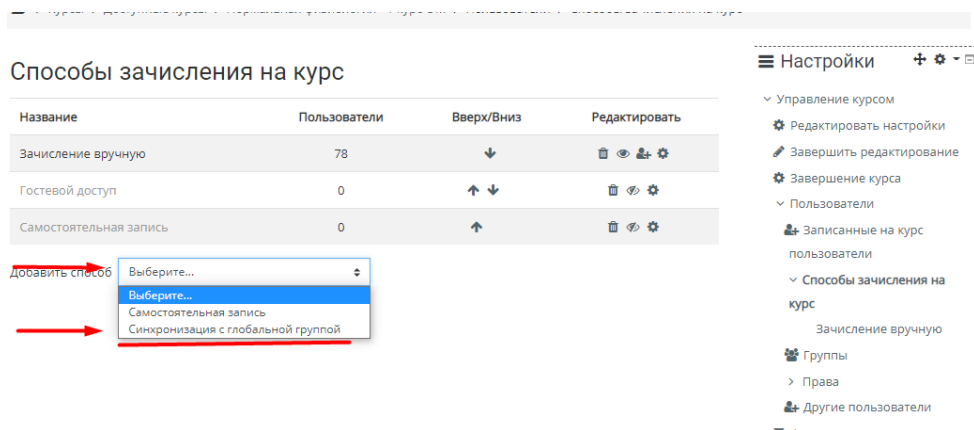 Способы зачисления на курс
Название Пользователи Вверх/Вниз Редактировать
Зачисление вручную 78
Гостевой доступ 0
Самостоятельная запись 0
Добавить способ Выберите...
Выберите...
Самостоятельная запись
Синхронизация с глобальной группой
Настройки
Управление курсом
Редактировать настройки
Завершить редактирование
Завершение курса
Пользователи
Записанные на курс
пользователи
Способы зачисления на
курс
Зачисление вручную
Группы
Права
Другие пользователи